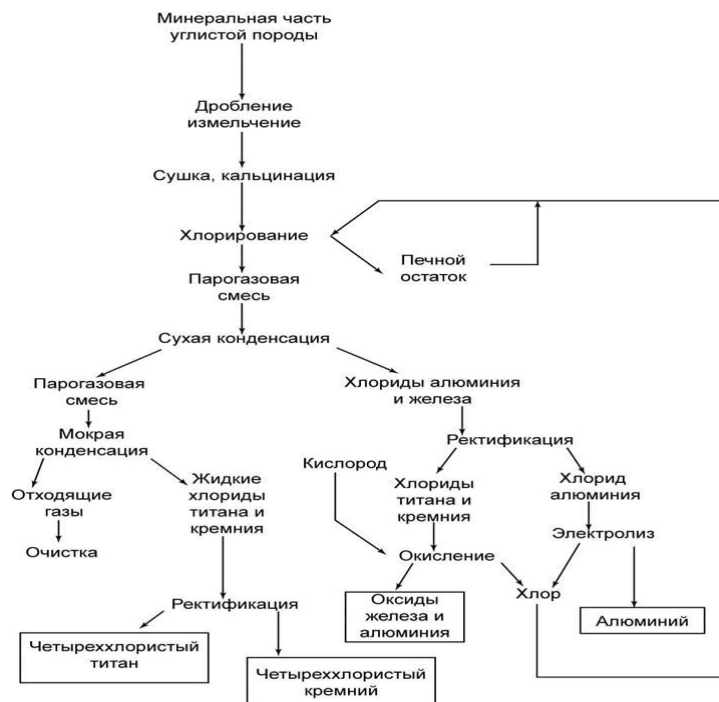 Минеральная часть
углистой породы
Дробление
измельчение
Сушка, кальцинация
Хлорирование
Печной
остаток
Парогазовая
смесь
Сухая конденсация
Парогазовая
смесь
Хлориды алюминия
и железа
Мокрая
конденсация
Ректификация
Отходящие
газы
Жидкие
хлориды
титана и
кремния
Кислород
Хлориды
титана и
кремния
Хлорид
алюминия
Очистка
Окисление
Электролиз
Ректификация
Оксиды
железа и
алюминия
Хлор
Алюминий
Четыреххлористый
титан
Четыреххлористый
кремний